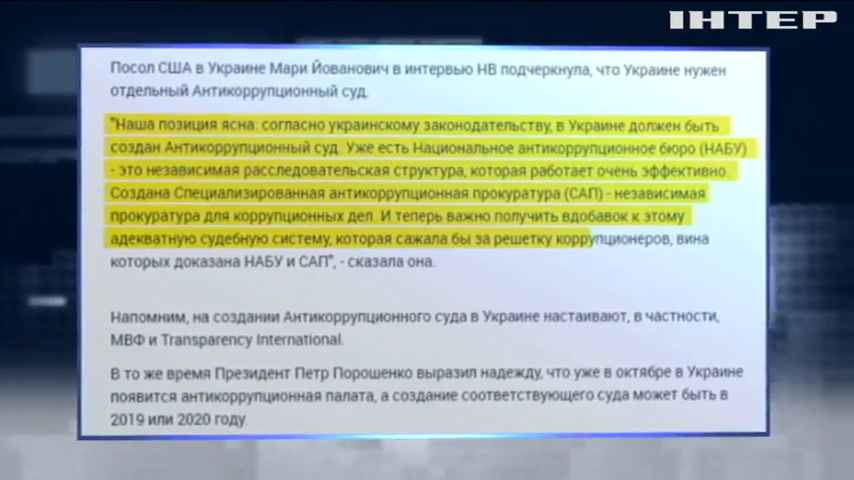 ІНТЕР
Посол США в Украине Мари Йованович в интервью НВ подчеркнула, что Украине нужен
отдельный Антикоррупционный суд.
"Наша позиция ясна: согласно украинскому законодательству, в Украине должен быть
создан Антикоррупционный суд. Уже есть Национальное антикоррупционное бюро (НАБУ)
- это независимая расследовательская структура, которая работает очень эффективно.
Создана Специализированная антикоррупционная прокуратура (САП) - независимая
прокуратура для коррупционных дел. И теперь важно получить вдобавок к этому
адекватную судебную систему, которая сажала бы за решетку коррупционеров, вина
которых доказана НАБУ и САП", - сказала она.
Напомним, на создании Антикоррупционного суда в Украине настаивают, в частности,
МВФ и Transparency International.
В то же время Президент Петр Порошенко выразил надежду, что уже в октябре в Украине
появится антикоррупционная палата, а создание соответствующего суда может быть в
2019 или 2020 году.